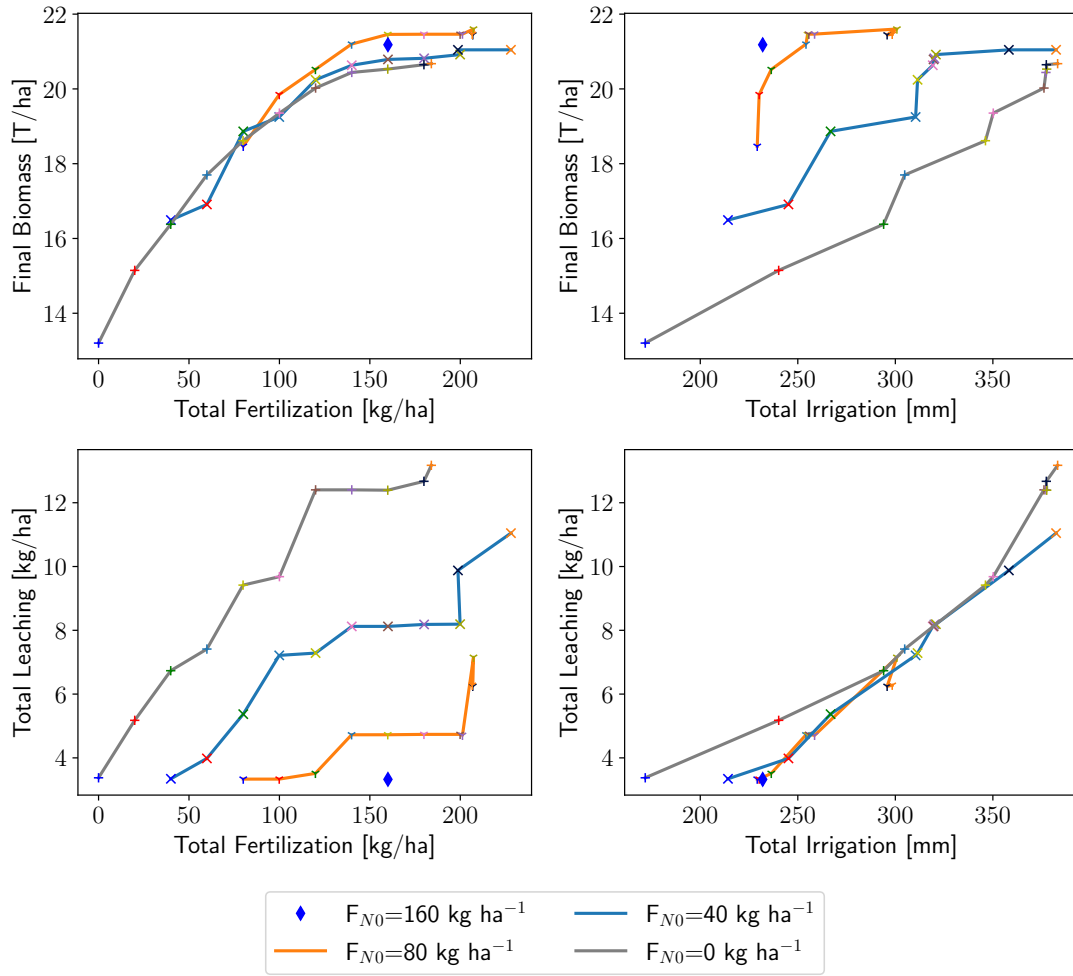 22
20
18
16
14
Final Biomass [T/ha]
0 50 100 150 200
Total Fertilization [kg/ha]
22
20
18
16
14
Final Biomass [T/ha]
200 250 300 350
Total Irrigation [mm]
12
10
8
6
4
Total Leaching [kg/ha]
0 50 100 150 200
Total Fertilization [kg/ha]
12
10
8
6
4
Total Leaching [kg/ha]
200 250 300 350
Total Irrigation [mm]
F_{N0}=160 kg ha⁻¹
F_{N0}=80 kg ha⁻¹
F_{N0}=40 kg ha⁻¹
F_{N0}=0 kg ha⁻¹